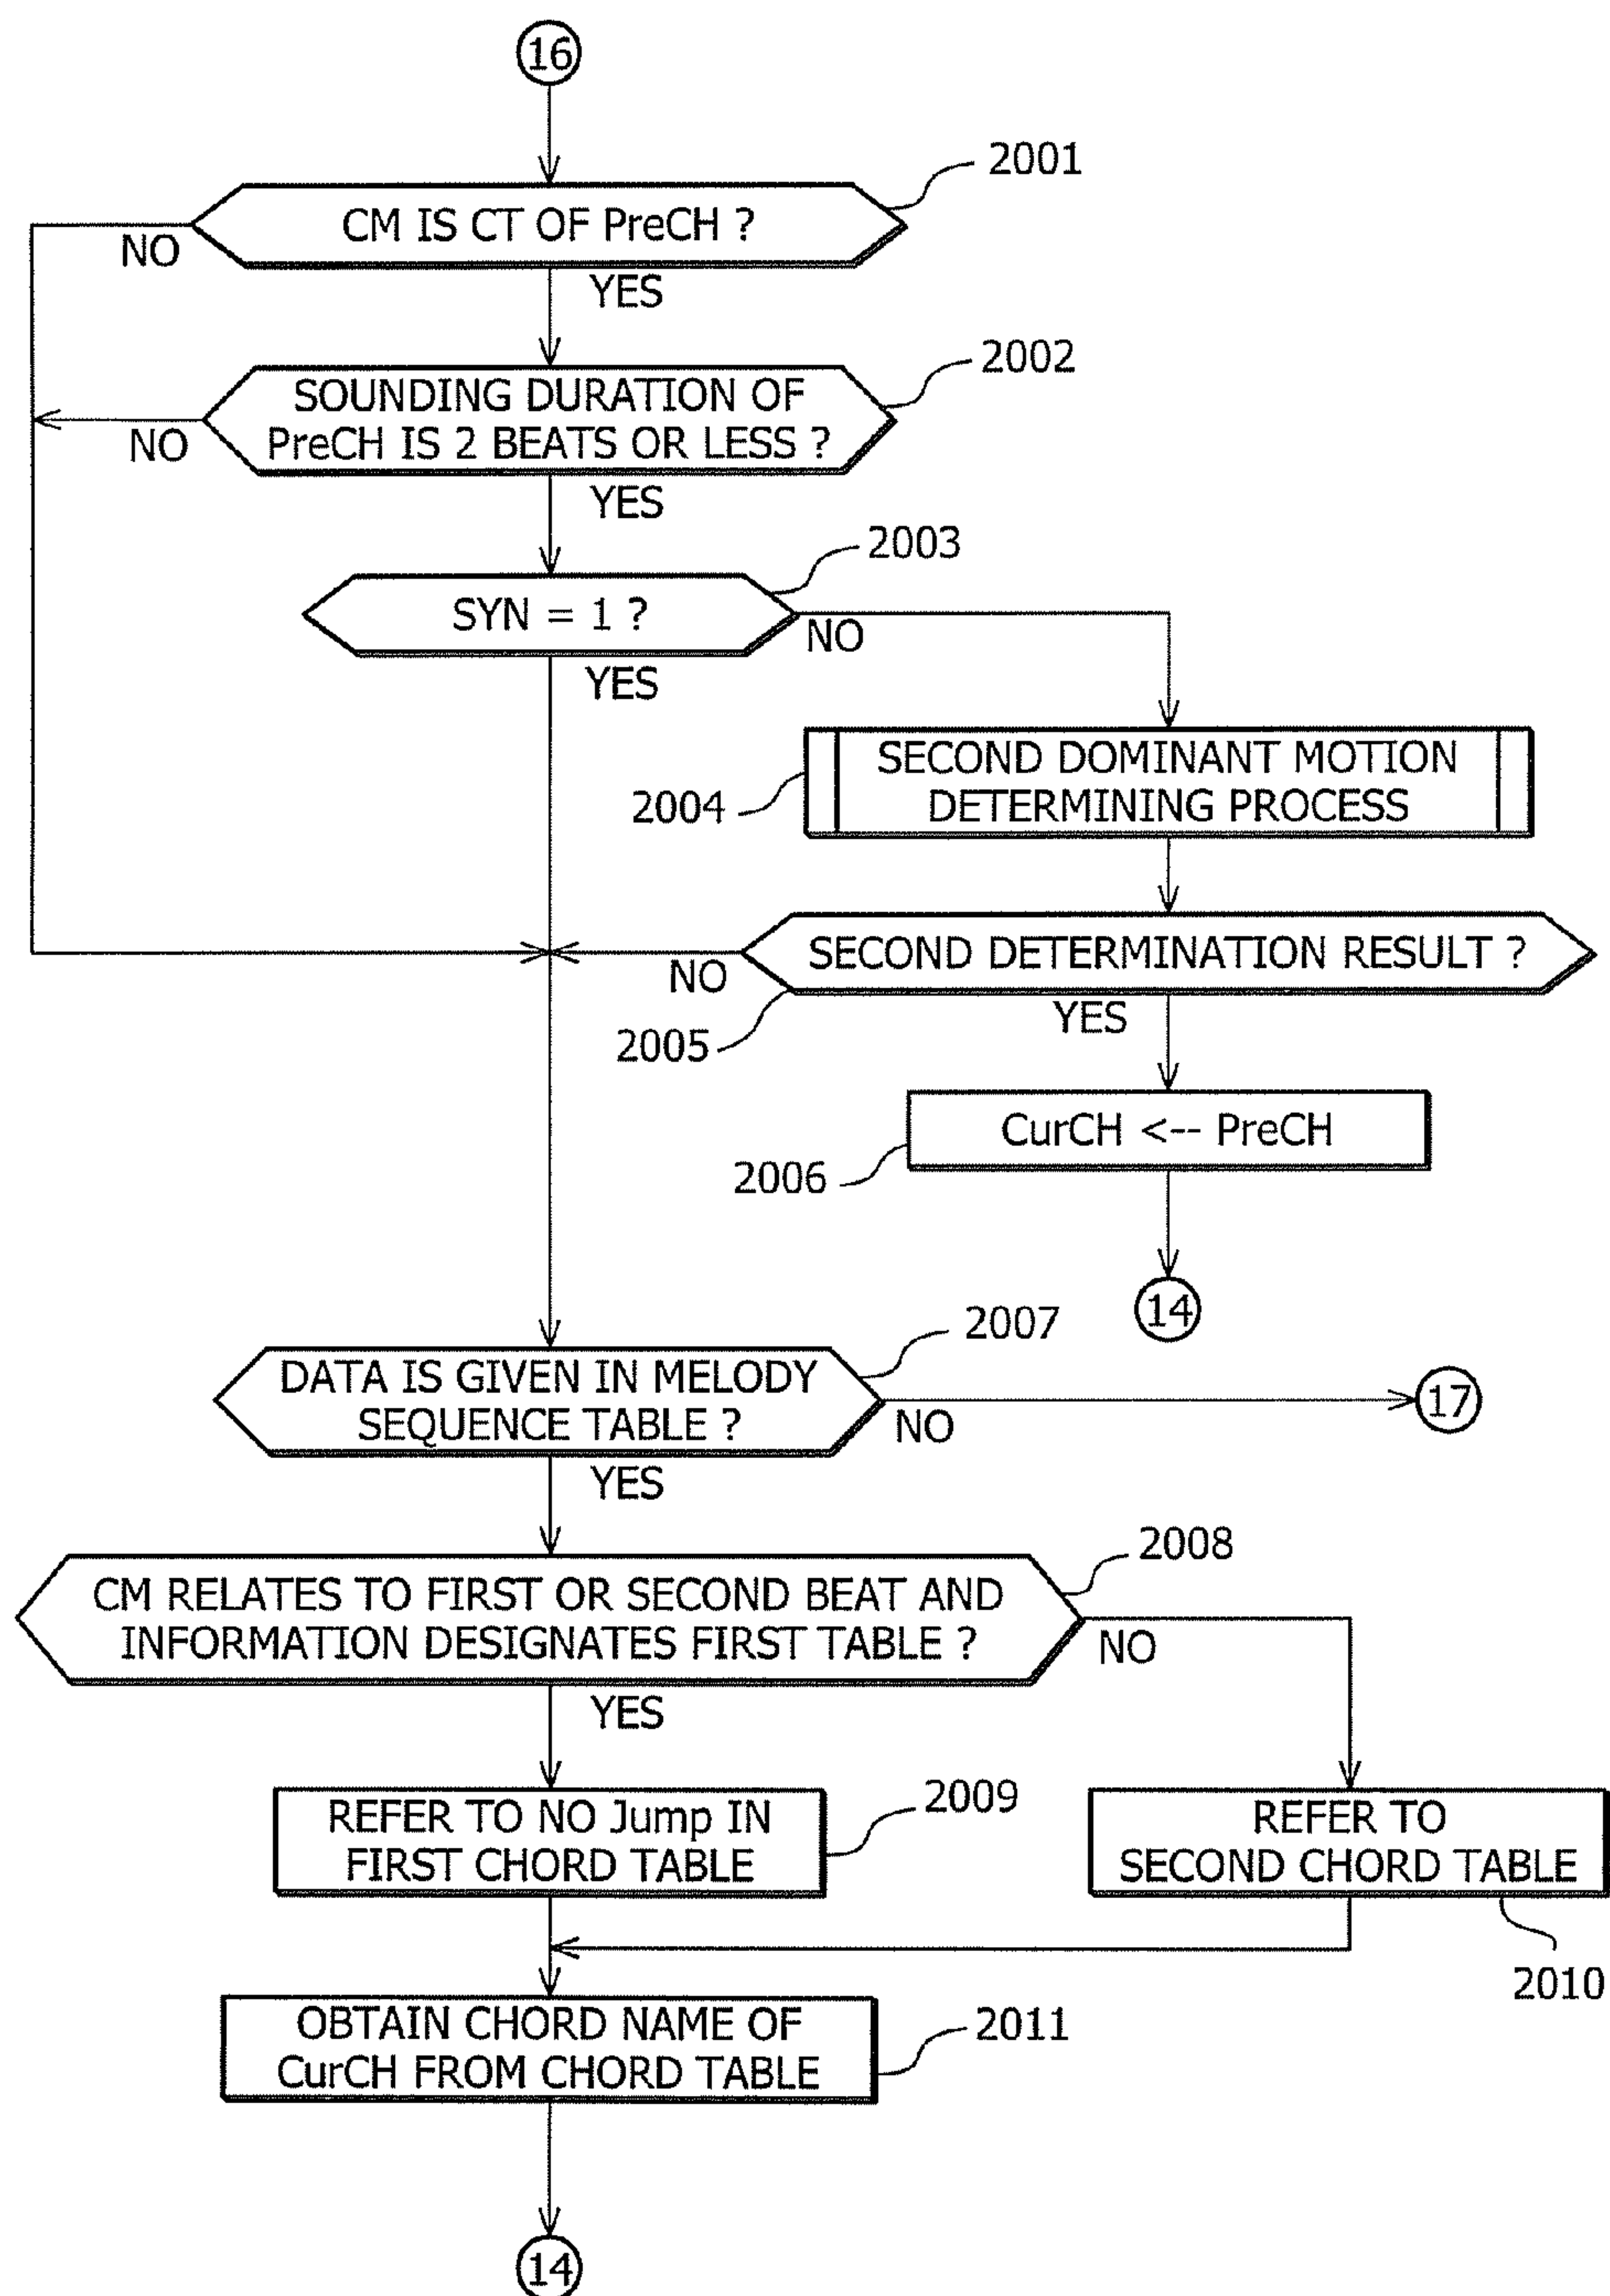 16
2001
CM IS CT OF PreCH ?
NO
YES
2002
SOUNDING DURATION OF
PreCH IS 2 BEATS OR LESS ?
NO
YES
2003
SYN = 1 ?
NO
YES
SECOND DOMINANT MOTION
DETERMINING PROCESS
2004
SECOND DETERMINATION RESULT ?
NO
YES
2005
CurCH <-- PreCH
2006
14
2007
DATA IS GIVEN IN MELODY
SEQUENCE TABLE ?
NO
17
YES
2008
CM RELATES TO FIRST OR SECOND BEAT AND
INFORMATION DESIGNATES FIRST TABLE ?
NO
YES
2009
REFER TO NO Jump IN
FIRST CHORD TABLE
REFER TO
SECOND CHORD TABLE
2010
OBTAIN CHORD NAME OF
CurCH FROM CHORD TABLE
2011
14